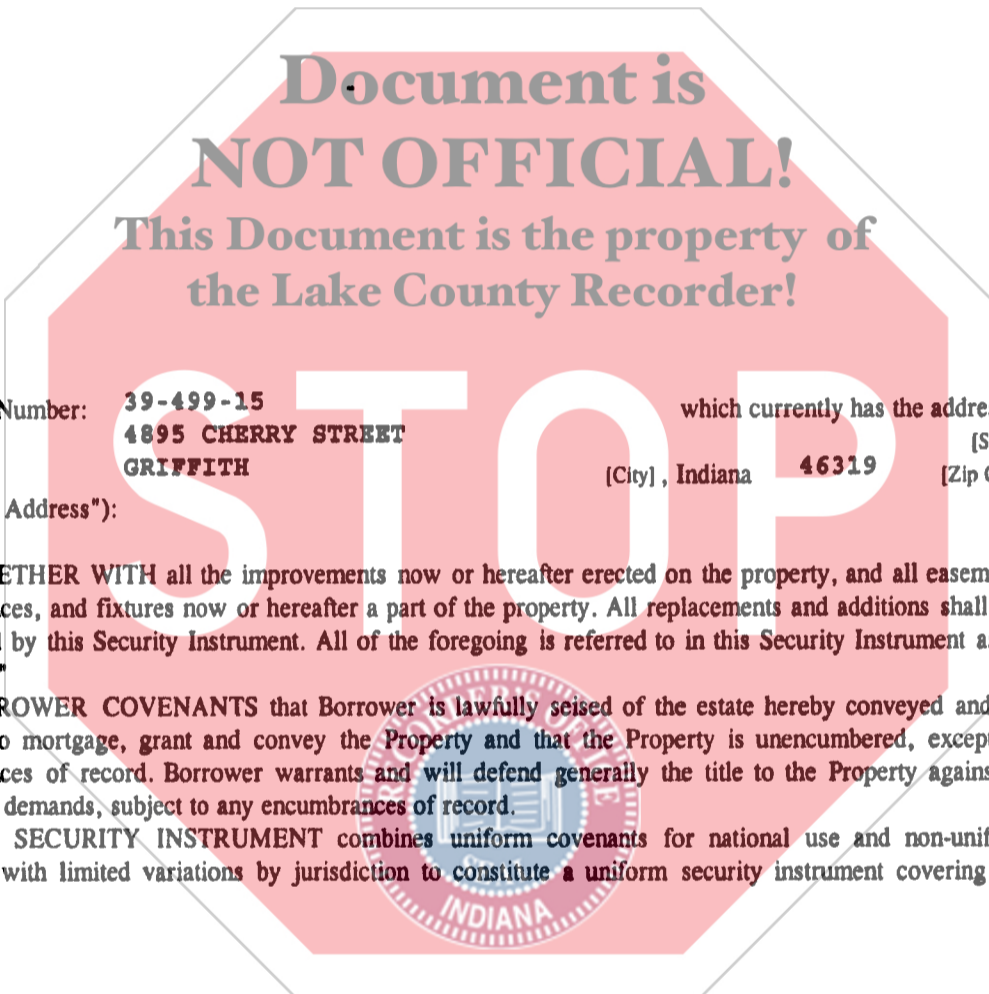 Document is
NOT OFFICIAL!
This Document is the property of
the Lake County Recorder!
STOP
Number: 39-499-15 which currently has the addre
4895 CHERRY STREET [S
GRIFFITH [City] , Indiana 46319 [Zip
Address"):
ETHER WITH all the improvements now or hereafter erected on the property, and all easem
ces, and fixtures now or hereafter a part of the property. All replacements and additions shall
by this Security Instrument. All of the foregoing is referred to in this Security Instrument a
"
ROWER COVENANTS that Borrower is lawfully seised of the estate hereby conveyed and
o mortgage, grant and convey the Property and that the Property is unencumbered, except
ces of record. Borrower warrants and will defend generally the title to the Property agains
demands, subject to any encumbrances of record.
SECURITY INSTRUMENT combines uniform covenants for national use and non-unif
with limited variations by jurisdiction to constitute a uniform security instrument covering
RECORDER'S OFFICE
SEAL
INDIANA